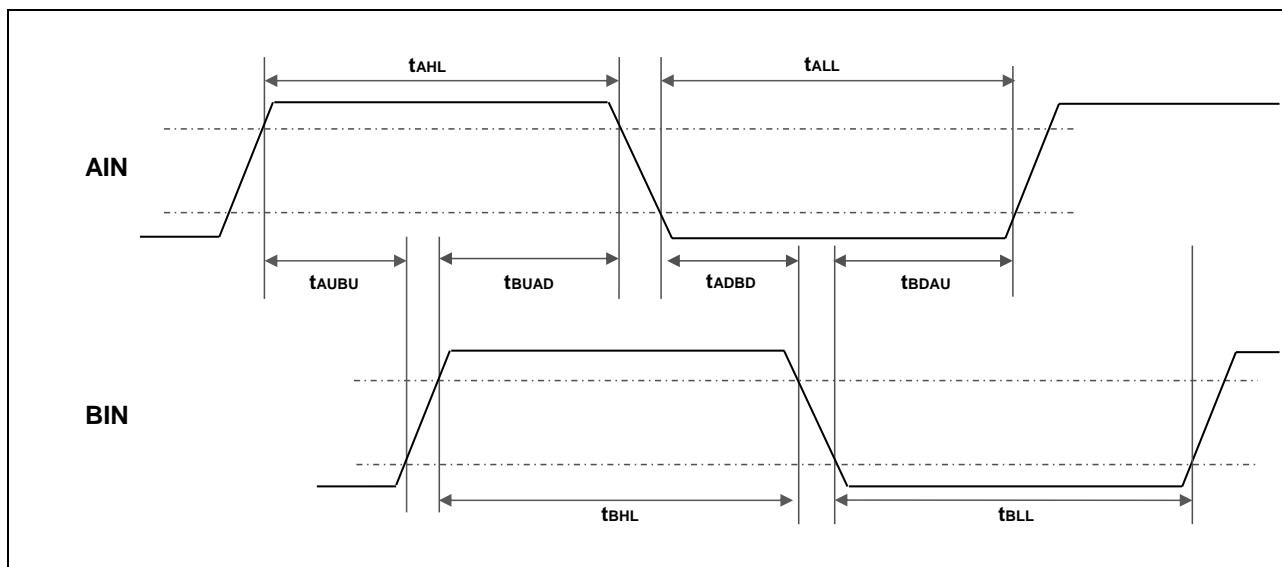 tAHL
tALL
AIN
tAUBU
tBUAD
tADBD
tBDAU
BIN
tBHL
tBLL